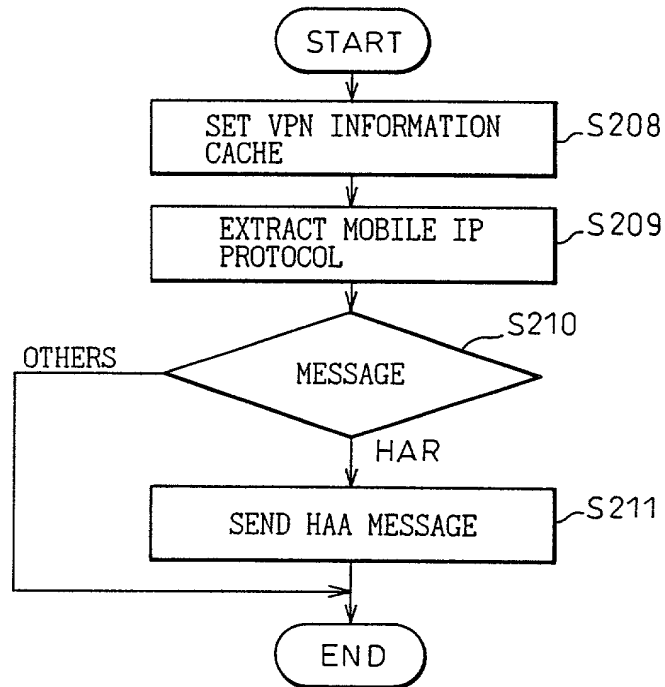 START
SET VPN INFORMATION
CACHE
S208
EXTRACT MOBILE IP
PROTOCOL
S209
S210
OTHERS
MESSAGE
HAR
SEND HAA MESSAGE
S211
END